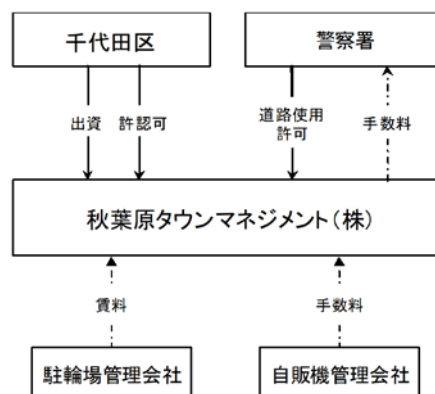 千代田区
警察署
出資
許認可
道路使用
許可
手数料
秋葉原タウンマネジメント(株)
賃料
手数料
駐輪場管理会社
自販機管理会社